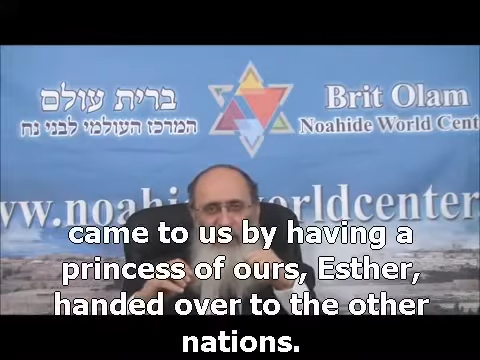 ברית עולם
המרכז העולמי לבני נח
Brit Olam
Noahide World Cent
www.noahideworldcenter
came to us by having a
princess of ours, Esther,
handed over to the other
nations.